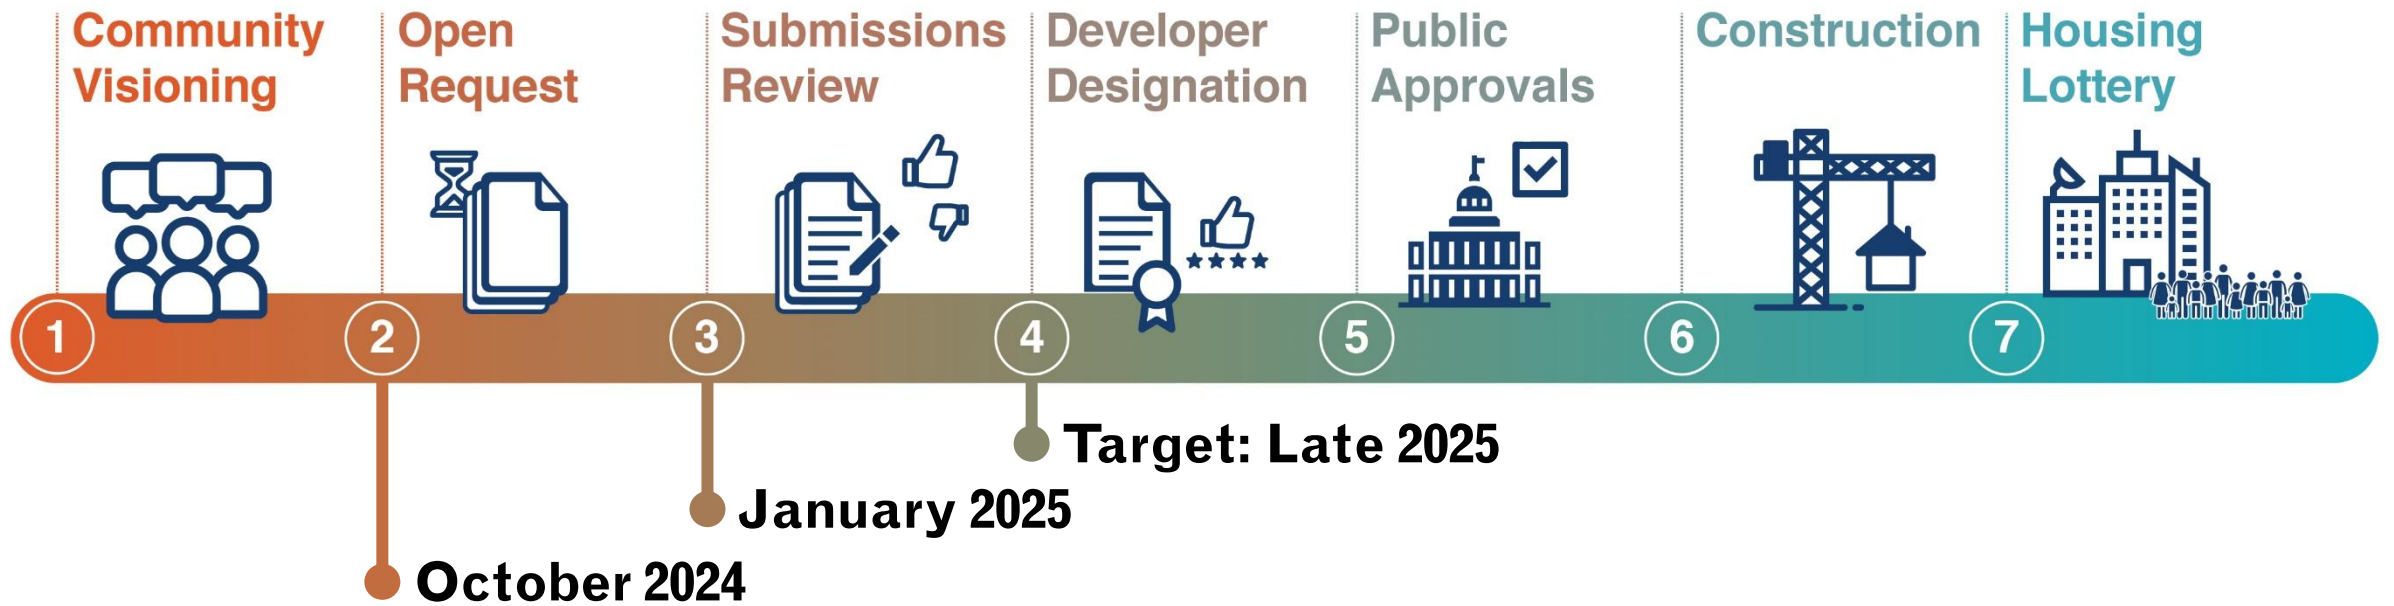 Community
Visioning
Open
Request
Submissions
Review
Developer
Designation
Public
Approvals
Construction
Housing
Lottery
1
2
3
4
5
6
7
Target: Late 2025
January 2025
October 2024